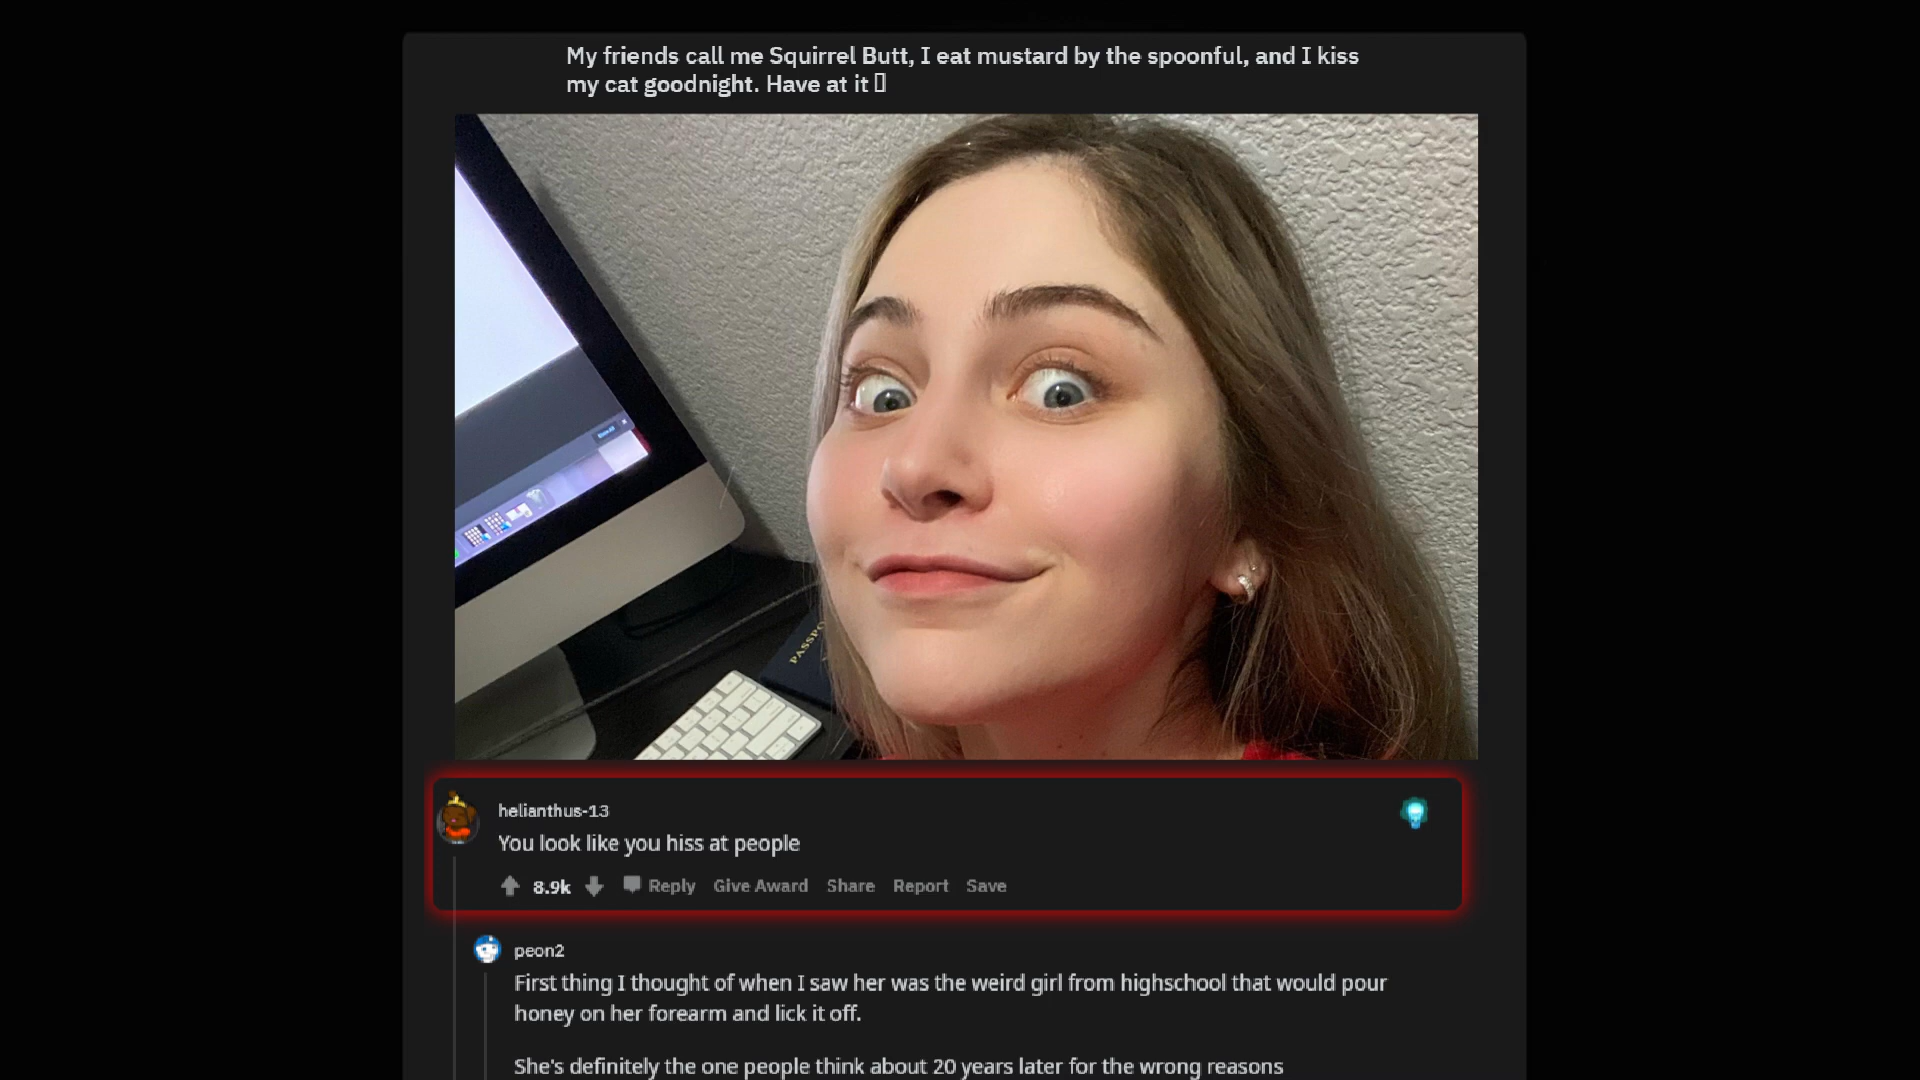 My friends call me Squirrel Butt, I eat mustard by the spoonful, and I kiss
my cat goodnight. Have at it
helianthus-13
You look like you hiss at people
8.9k Reply Give Award Share Report Save
peon2
First thing I thought of when I saw her was the weird girl from highschool that would pour
honey on her forearm and lick it off.
She's definitely the one people think about 20 years later for the wrong reasons